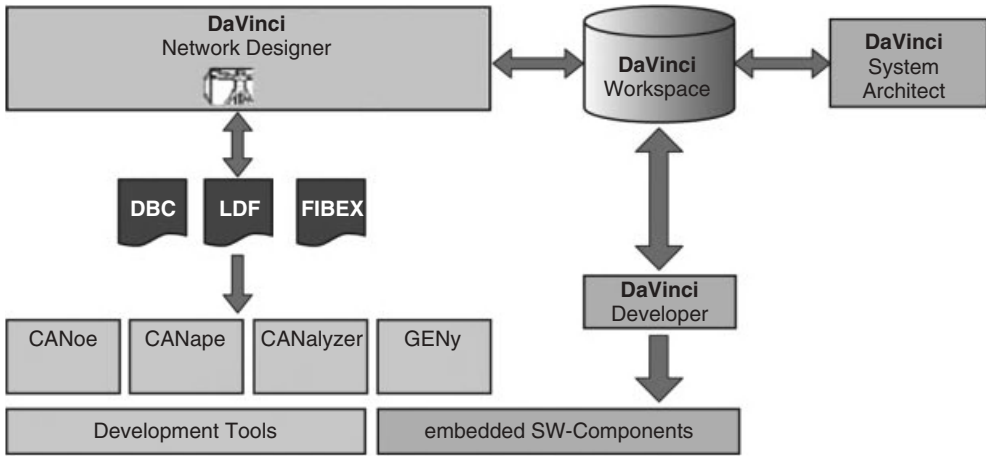 DaVinci
Network Designer
DaVinci
Workspace
DaVinci
System
Architect
DBC
LDF
FIBEX
DaVinci
Developer
CANoe
CANape
CANalyzer
GENy
Development Tools
embedded SW-Components